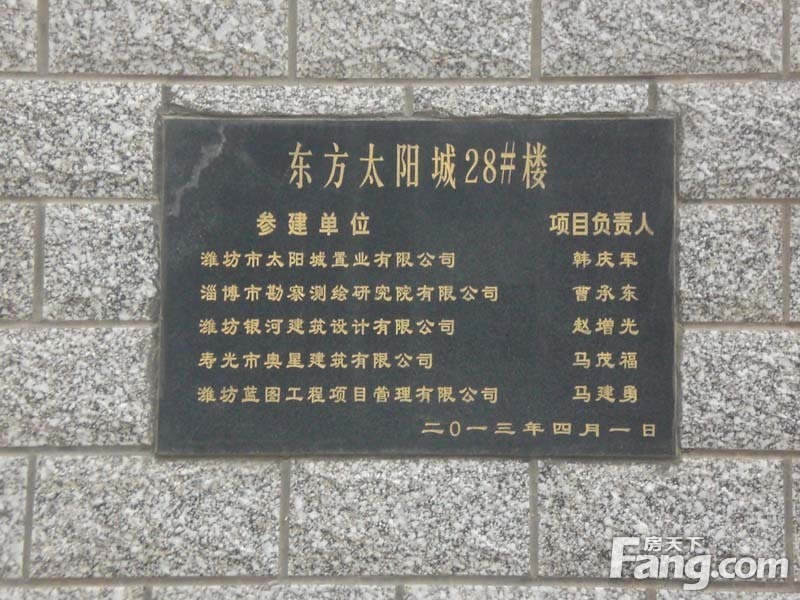 东方太阳城28#楼
参建单位 项目负责人
潍坊市太阳城置业有限公司 韩庆军
淄博市勘察测绘研究院有限公司 曹承东
潍坊银河建筑设计有限公司 赵增光
寿光市奥星建筑有限公司 马茂福
潍坊蓝图工程项目管理有限公司 马建勇
二〇一三年四月一日
房天下
Fang.com